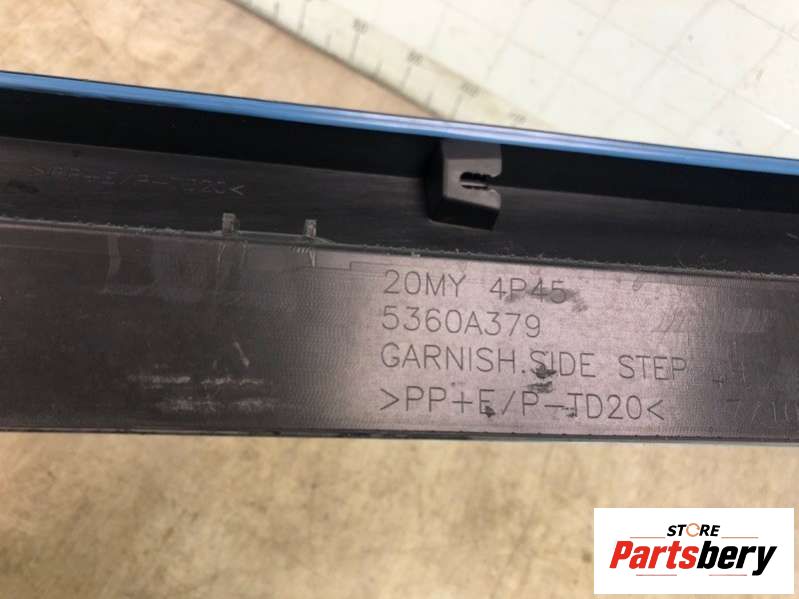 >PP+E/P-TD20<
20MY 4P45
5360A379
GARNISH.SIDE STEP
>PP+E/P-TD20<
STORE
Partsbery